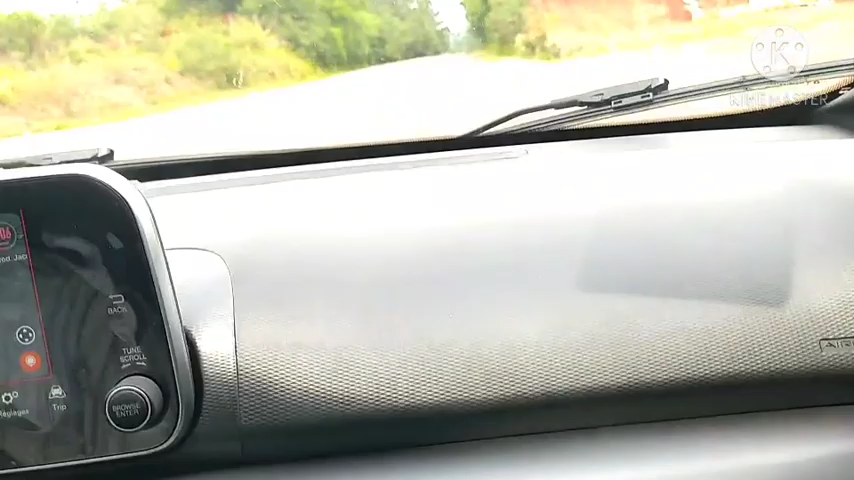 K
KINEMASTER
BACK
TUNE
SCROLL
BROWSE
ENTER
Réglages
Trip